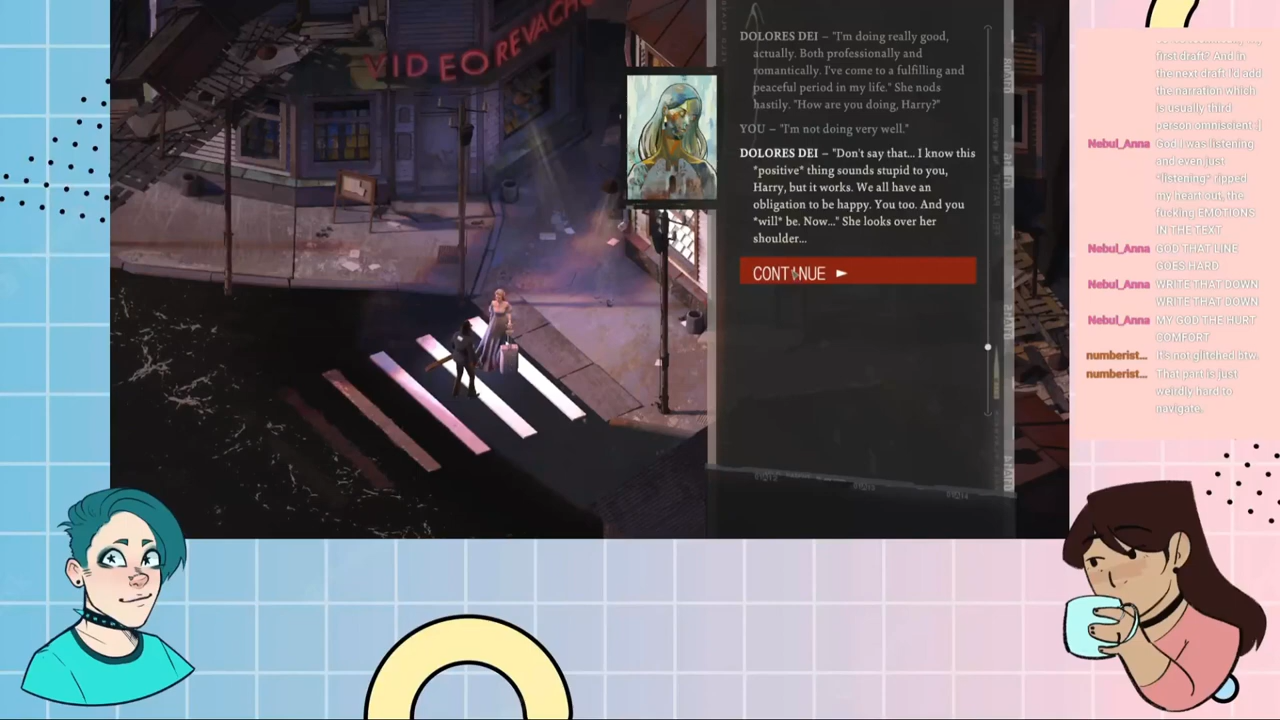 VIDEO REVACHO
DOLORES DEI – "I'm doing really good,
actually. Both professionally and
romantically. I've come to a fulfilling and
peaceful period in my life." She nods
hastily. "How are you doing, Harry?"
YOU – "I'm not doing very well."
DOLORES DEI – "Don't say that... I know this
*positive* thing sounds stupid to you,
Harry, but it works. We all have an
obligation to be happy. You too. And you
*will* be. Now..." She looks over her
shoulder...
CONTINUE
first draft? And in
the next draft I'd add
the narration which
is usually third
person omniscient :|
Nebul_Anna God I was listening
and even just
*listening* ripped
my heart out, the
fucking EMOTIONS
IN THE TEXT
Nebul_Anna GOD THAT LINE
GOES HARD
Nebul_Anna WRITE THAT DOWN
WRITE THAT DOWN
Nebul_Anna MY GOD THE HURT
COMFORT
numberist... It's not glitched btw.
numberist... That part is just
weirdly hard to
navigate.